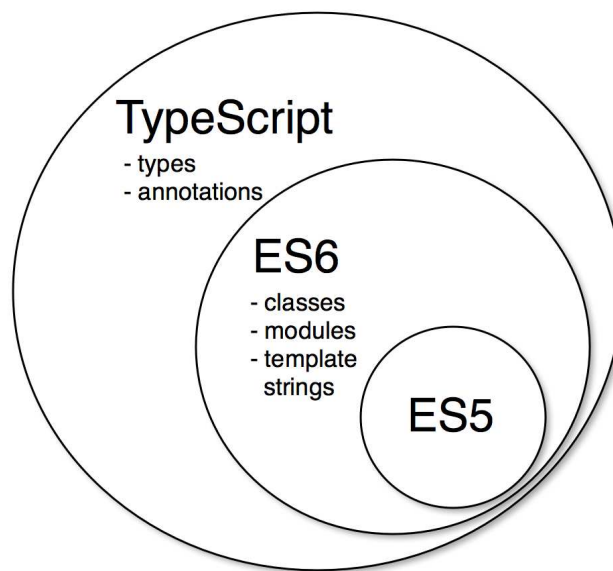 TypeScript
- types
- annotations
ES6
- classes
- modules
- template
strings
ES5